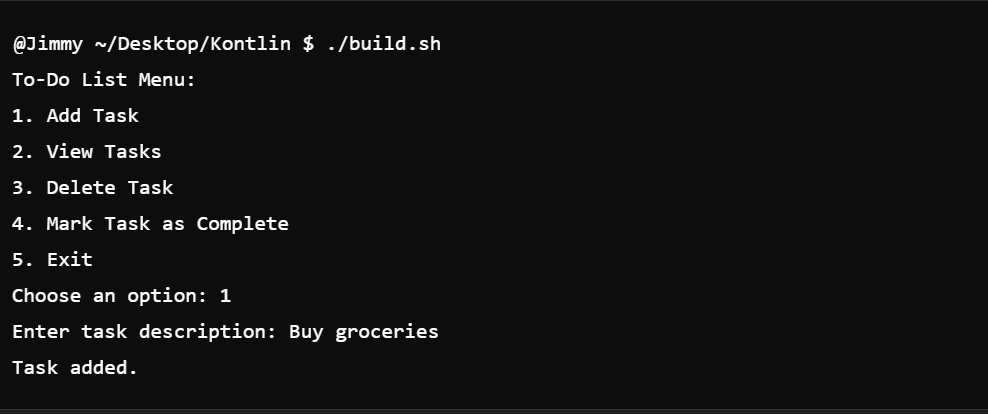 @Jimmy ~/Desktop/Kontlin $ ./build.sh
To-Do List Menu:
1. Add Task
2. View Tasks
3. Delete Task
4. Mark Task as Complete
5. Exit
Choose an option: 1
Enter task description: Buy groceries
Task added.